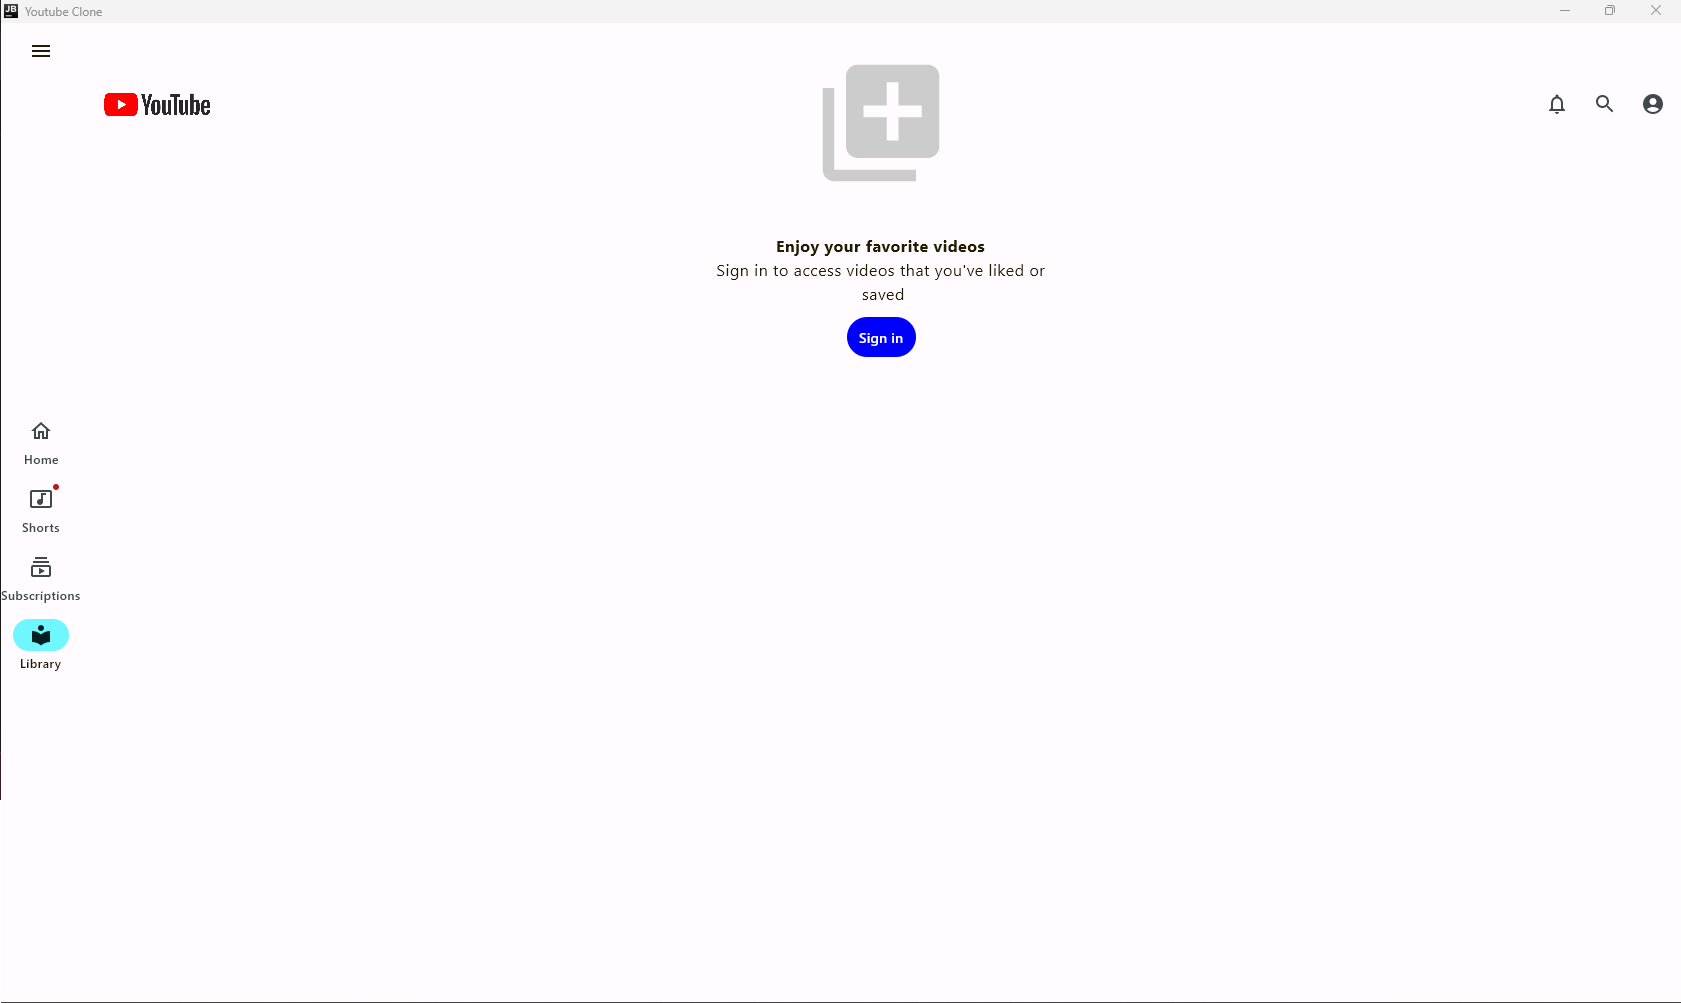 JB
Youtube Clone
YouTube
Enjoy your favorite videos
Sign in to access videos that you've liked or
saved
Sign in
Home
Shorts
Subscriptions
Library